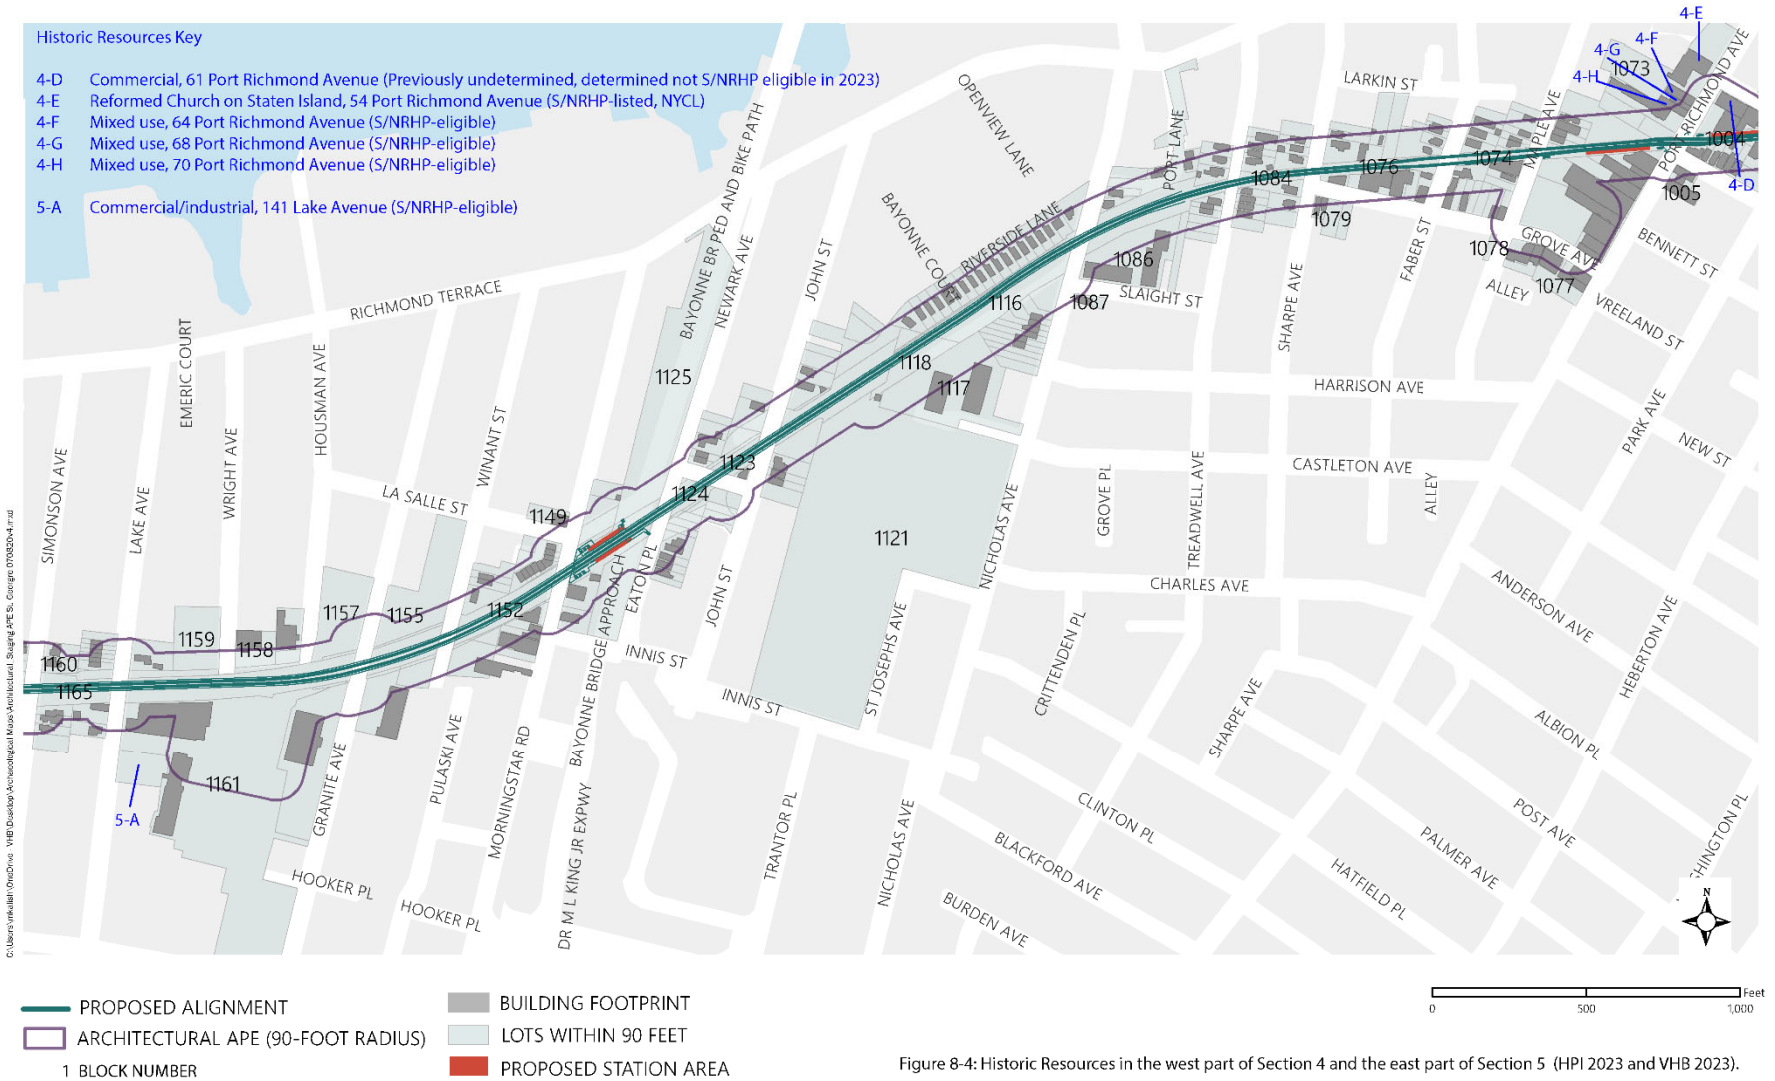 Historic Resources Key
4-D Commercial, 61 Port Richmond Avenue (Previously undetermined, determined not S/NRHP eligible in 2023)
4-E Reformed Church on Staten Island, 54 Port Richmond Avenue (S/NRHP-listed, NYCL)
4-F Mixed use, 64 Port Richmond Avenue (S/NRHP-eligible)
4-G Mixed use, 68 Port Richmond Avenue (S/NRHP-eligible)
4-H Mixed use, 70 Port Richmond Avenue (S/NRHP-eligible)
5-A Commercial/industrial, 141 Lake Avenue (S/NRHP-eligible)
4-E
4-F
4-G
4-H
1073
LARKIN ST
PORT RICHMOND AVE
OPENVIEW LANE
PORT LANE
MAPLE AVE
1004
4-D
1005
1074
1076
1084
1079
1078
GROVE AVE
1077
ALLEY
BENNETT ST
VREELAND ST
FABER ST
SHARPE AVE
1086
SLAIGHT ST
1087
BAYONNE COURT
RIVERSIDE LANE
1116
1118
1117
BAYONNE BR PED AND BIKE PATH
NEWARK AVE
JOHN ST
RICHMOND TERRACE
EMERIC COURT
HOUSMAN AVE
1125
HARRISON AVE
PARK AVE
NEW ST
CASTLETON AVE
ALLEY
GROVE PL
TREADWELL AVE
NICHOLAS AVE
WRIGHT AVE
WINANT ST
LA SALLE ST
SIMONSON AVE
LAKE AVE
1123
1124
1149
1121
EATON PL
JOHN ST
CHARLES AVE
ANDERSON AVE
HEBERTON AVE
1160
1165
1159
1158
1157
1155
1152
INNIS ST
INNIS ST
ST JOSEPHS AVE
CRITTENDEN PL
SHARPE AVE
ALBION PL
1161
5-A
GRANITE AVE
PULASKI AVE
MORNINGSTAR RD
BAYONNE BRIDGE APPROACH
DR M L KING JR EXPWY
TRANTOR PL
NICHOLAS AVE
CLINTON PL
BLACKFORD AVE
BURDEN AVE
HATFIELD PL
PALMER AVE
POST AVE
SHINGTON PL
HOOKER PL
HOOKER PL
N
PROPOSED ALIGNMENT
ARCHITECTURAL APE (90-FOOT RADIUS)
1 BLOCK NUMBER
BUILDING FOOTPRINT
LOTS WITHIN 90 FEET
PROPOSED STATION AREA
Feet
0 500 1,000
Figure 8-4: Historic Resources in the west part of Section 4 and the east part of Section 5 (HPI 2023 and VHB 2023).